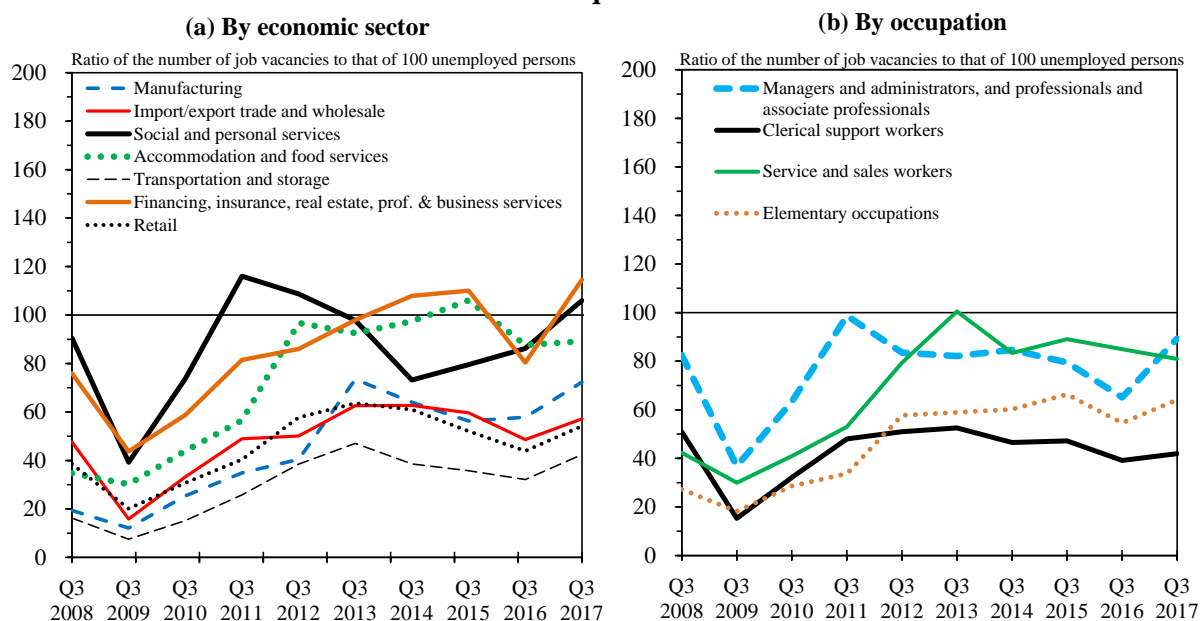 (a) By economic sector
Ratio of the number of job vacancies to that of 100 unemployed persons
200
180
160
140
120
100
80
60
40
20
0
Manufacturing
Import/export trade and wholesale
Social and personal services
Accommodation and food services
Transportation and storage
Financing, insurance, real estate, prof. & business services
Retail
Q3 Q3 Q3 Q3 Q3 Q3 Q3 Q3 Q3 Q3
2008 2009 2010 2011 2012 2013 2014 2015 2016 2017
(b) By occupation
Ratio of the number of job vacancies to that of 100 unemployed persons
200
180
160
140
120
100
80
60
40
20
0
Managers and administrators, and professionals and
associate professionals
Clerical support workers
Service and sales workers
Elementary occupations
Q3 Q3 Q3 Q3 Q3 Q3 Q3 Q3 Q3 Q3
2008 2009 2010 2011 2012 2013 2014 2015 2016 2017